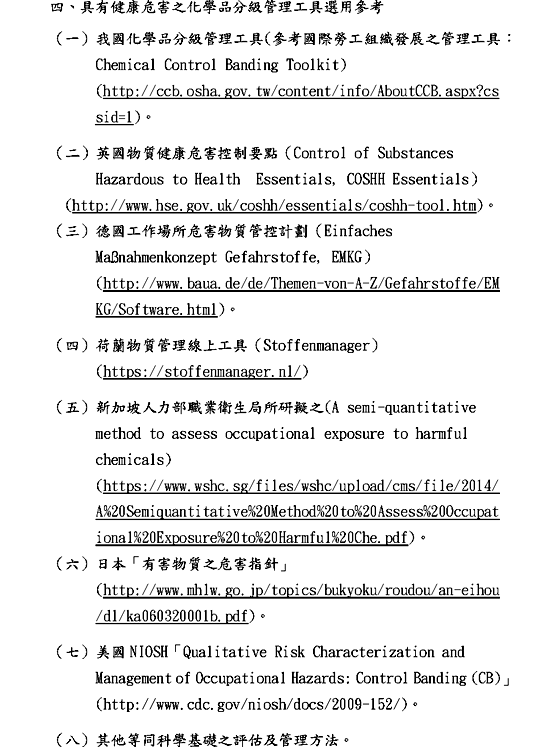 四、具有健康危害之化學品分級管理工具選用參考
（一）我國化學品分級管理工具(參考國際勞工組織發展之管理工具：
Chemical Control Banding Toolkit)
(http://ccb.osha.gov.tw/content/info/AboutCCB.aspx?cs
sid=1)。
（二）英國物質健康危害控制要點（Control of Substances
Hazardous to Health Essentials, COSHH Essentials）
(http://www.hse.gov.uk/coshh/essentials/coshh-tool.htm)。
（三）德國工作場所危害物質管控計劃（Einfaches
Maßnahmenkonzept Gefahrstoffe, EMKG）
(http://www.baua.de/de/Themen-von-A-Z/Gefahrstoffe/EM
KG/Software.html)。
（四）荷蘭物質管理線上工具（Stoffenmanager）
(https://stoffenmanager.nl/)
（五）新加坡人力部職業衛生局所研擬之(A semi-quantitative
method to assess occupational exposure to harmful
chemicals)
(https://www.wshc.sg/files/wshc/upload/cms/file/2014/
A%20Semiquantitative%20Method%20to%20Assess%20Occupat
ional%20Exposure%20to%20Harmful%20Che.pdf)。
（六）日本「有害物質之危害指針」
(http://www.mhlw.go.jp/topics/bukyoku/roudou/an-eihou
/dl/ka060320001b.pdf)。
（七）美國NIOSH「Qualitative Risk Characterization and
Management of Occupational Hazards: Control Banding (CB)」
(http://www.cdc.gov/niosh/docs/2009-152/)。
（八）其他等同科學基礎之評估及管理方法。